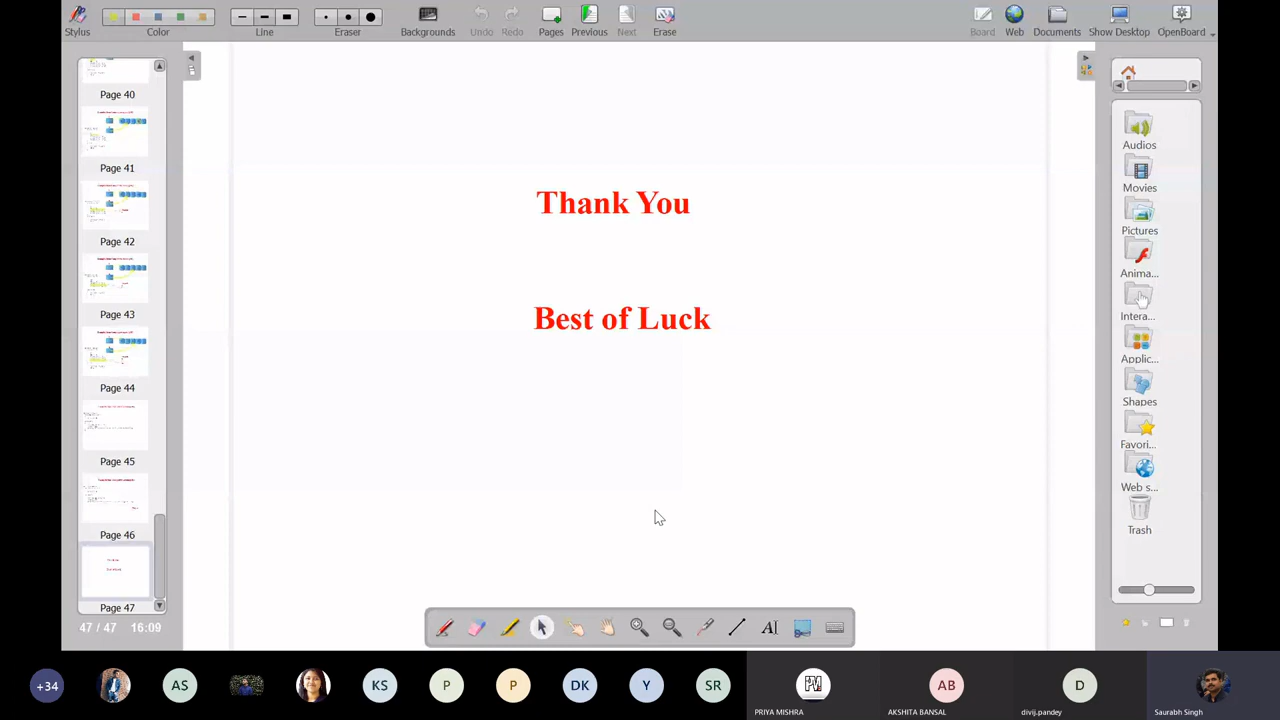 Stylus
Color
Line
Eraser
Backgrounds
Undo
Redo
Pages
Previous
Next
Erase
Board
Web
Documents
Show Desktop
OpenBoard
Page 40
Page 41
Page 42
Page 43
Page 44
Page 45
Page 46
Page 47
47 / 47
16:09
Thank You
Best of Luck
Audios
Movies
Pictures
Anima...
Intera...
Applic...
Shapes
Favori...
Web s...
Trash
AI
+34
AS
KS
P
P
DK
Y
SR
PRIYA MISHRA
AB
AKSHITA BANSAL
D
divij.pandey
Saurabh Singh